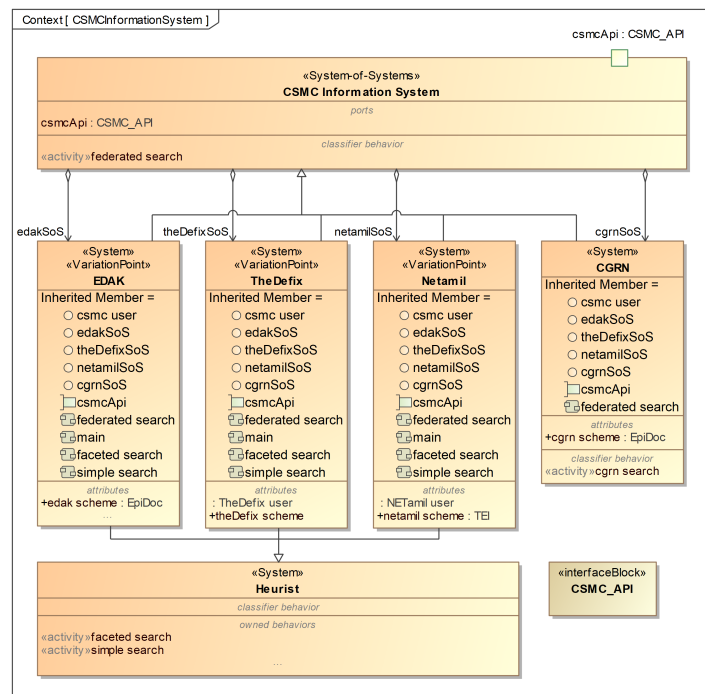 Context [ CSMCInformationSystem ]
csmcApi : CSMC_API
«System-of-Systems»
CSMC Information System
ports
csmcApi : CSMC_API
classifier behavior
«activity»federated search
edakSoS
theDefixSoS
netamilSoS
cgrnSoS
«System»
«VariationPoint»
EDAK
Inherited Member =
csmc user
edakSoS
theDefixSoS
netamilSoS
cgrnSoS
csmcApi
federated search
main
faceted search
simple search
attributes
+edak scheme : EpiDoc
...
«System»
«VariationPoint»
TheDefix
Inherited Member =
csmc user
edakSoS
theDefixSoS
netamilSoS
cgrnSoS
csmcApi
federated search
main
faceted search
simple search
attributes
: TheDefix user
+theDefix scheme
«System»
«VariationPoint»
Netamil
Inherited Member =
csmc user
edakSoS
theDefixSoS
netamilSoS
cgrnSoS
csmcApi
federated search
main
faceted search
simple search
attributes
: NETamil user
+netamil scheme : TEI
«System»
CGRN
Inherited Member =
csmc user
edakSoS
theDefixSoS
netamilSoS
cgrnSoS
csmcApi
federated search
attributes
+cgrn scheme : EpiDoc
classifier behavior
«activity»cgrn search
«System»
Heurist
classifier behavior
owned behaviors
«activity»faceted search
«activity»simple search
...
«interfaceBlock»
CSMC_API